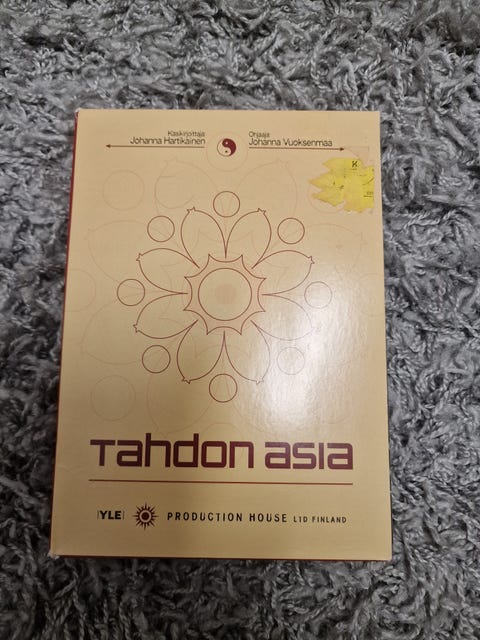 Käsikirjoittaja
Johanna Hartikainen
Ohjaaja
Johanna Vuoksenmaa
K
Tahdon asia
YLE
PRODUCTION HOUSE LTD FINLAND